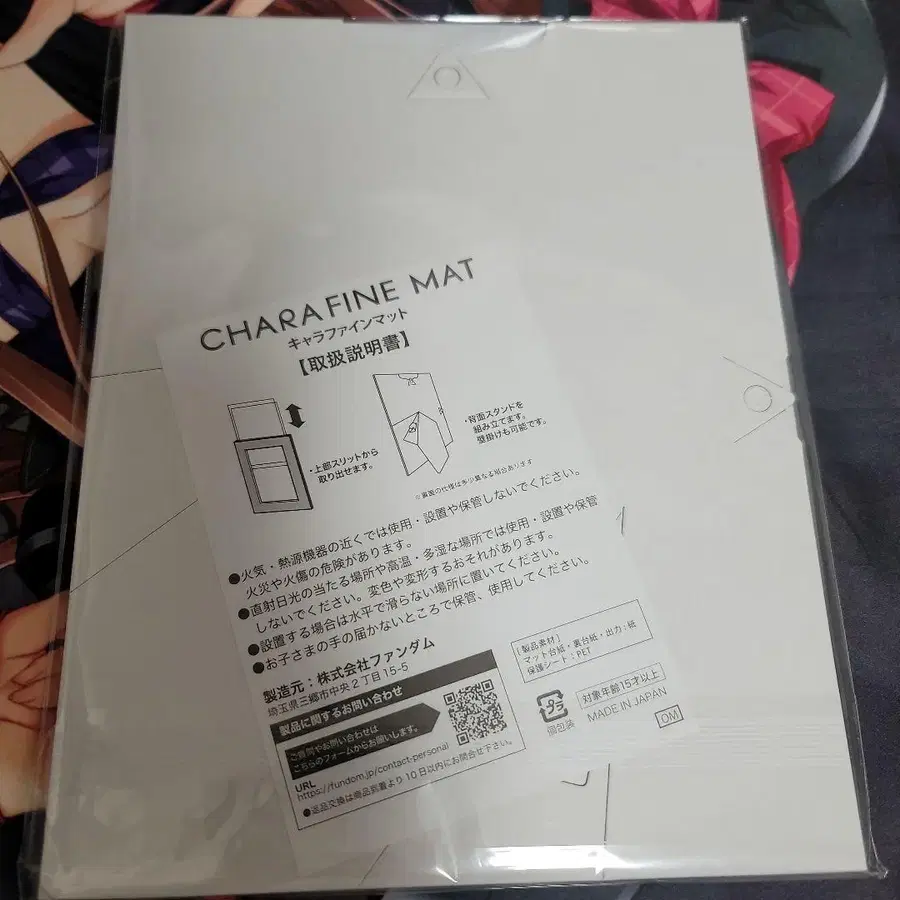 CHARAFINE MAT
キャラファインマット
【取扱説明書】
・上部スリットから
取り出せます。
・背面スタンドを
組み立てます。
壁掛けも可能です。
※裏面の仕様は多少異なる場合あります
●火気・熱源機器の近くでは使用・設置や保管しないでください。
火災や火傷の危険があります。
●直射日光の当たる場所や高温・多湿な場所では使用・設置や保管
しないでください。変色や変形するおそれがあります。
●設置する場合は水平で滑らない場所に置いてください。
●お子さまの手の届かないところで保管、使用してください。
製造元：株式会社ファンダム
埼玉県三郷市中央2丁目15-5
製品に関するお問い合わせ
ご質問やお問い合わせは
こちらのフォームからお願いします。
URL
https://fundom.jp/contact-personal
●返品交換は商品到着より10日以内にお問合せ下さい。
[製品素材]
マット台紙・裏台紙・出力：紙
保護シート：PET
プラ
個包装
対象年齢15才以上
MADE IN JAPAN
OM